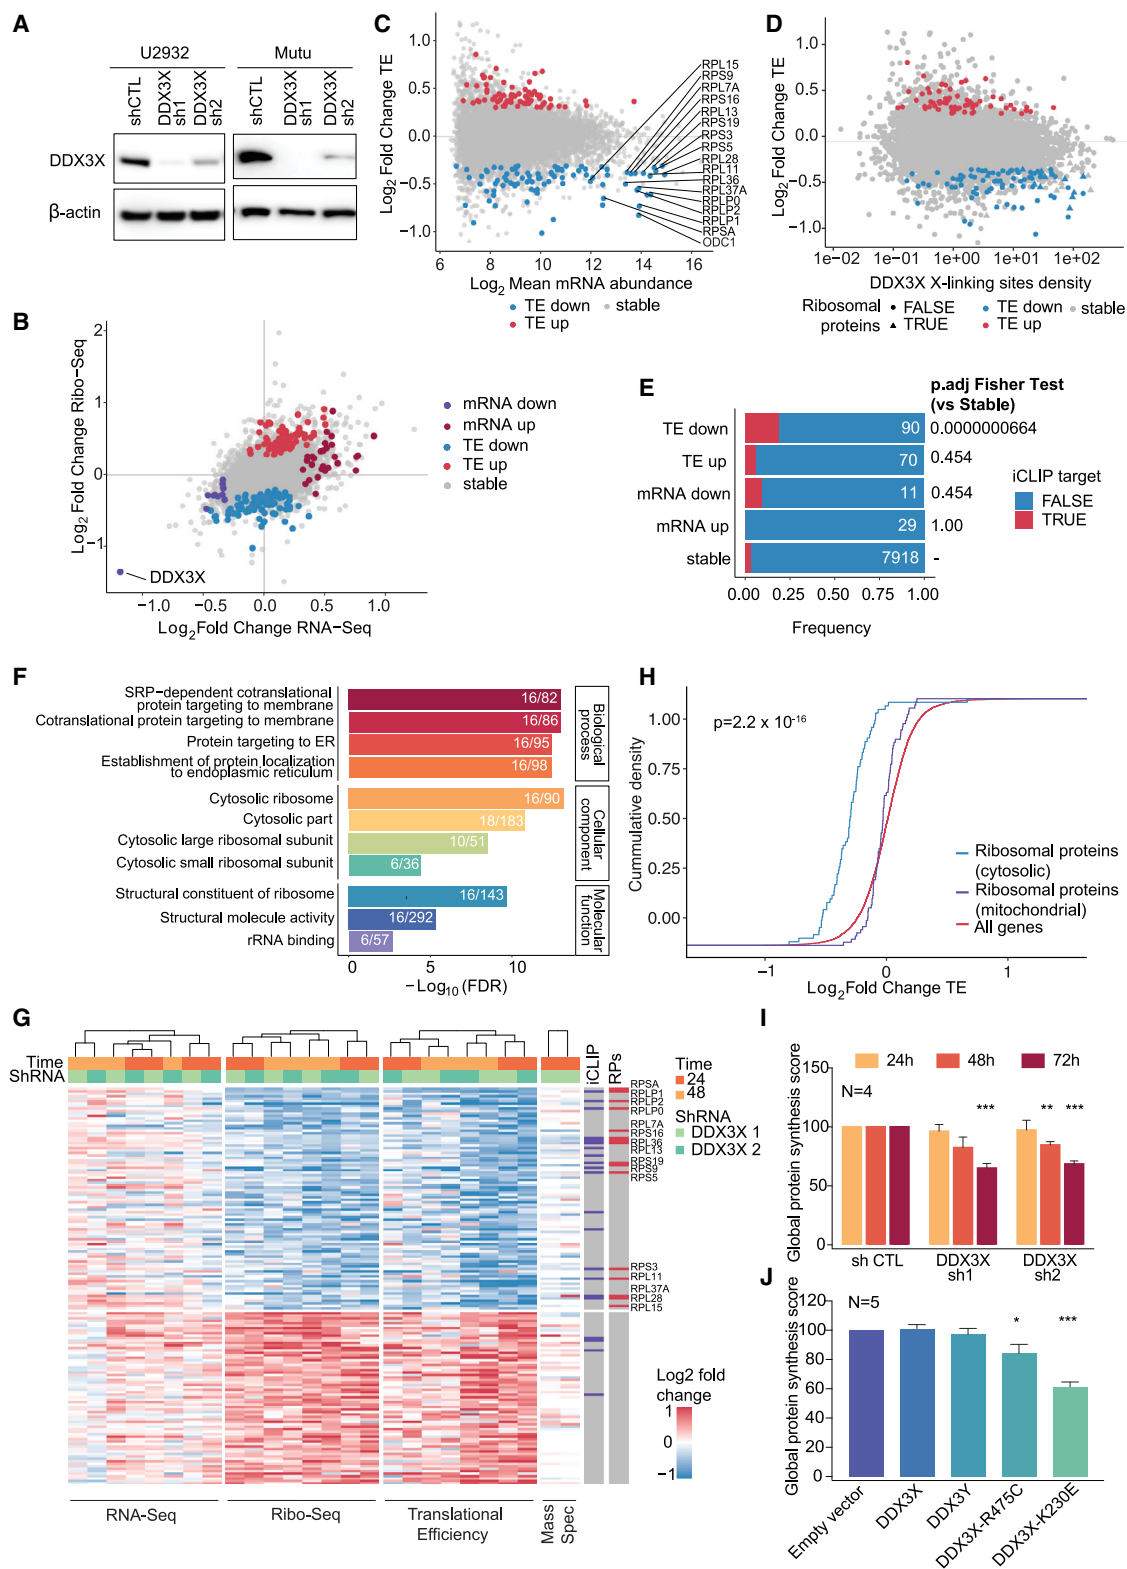 A
U2932
Mutu
shCTL
DDX3X
sh1
DDX3X
sh2
shCTL
DDX3X
sh1
DDX3X
sh2
DDX3X
β-actin
B
Log2 Fold Change Ribo-Seq
2
1
0
−1
DDX3X
−1.0
−0.5
0.0
0.5
1.0
Log2Fold Change RNA−Seq
mRNA down
mRNA up
TE down
TE up
stable
C
Log2 Fold Change TE
1.0
0.5
0.0
−0.5
−1.0
6
8
10
12
14
16
Log2 Mean mRNA abundance
TE down
stable
TE up
RPL15
RPS9
RPL7A
RPS16
RPL13
RPS19
RPS3
RPS5
RPL28
RPL11
RPL36
RPL37A
RPLP0
RPLP2
RPLP1
RPSA
ODC1
D
Log2 Fold Change TE
1.0
0.5
0.0
−0.5
−1.0
1e−02
1e−01
1e+00
1e+01
1e+02
DDX3X X-linking sites density
Ribosomal
proteins
FALSE
TRUE
TE down
stable
TE up
E
p.adj Fisher Test
(vs Stable)
TE down
90
0.0000000664
TE up
70
0.454
mRNA down
11
0.454
mRNA up
29
1.00
stable
7918
-
0.00
0.25
0.50
0.75
1.00
Frequency
iCLIP target
FALSE
TRUE
F
SRP−dependent cotranslational
protein targeting to membrane
16/82
Cotranslational protein targeting to membrane
16/86
Protein targeting to ER
16/95
Establishment of protein localization
to endoplasmic reticulum
16/98
Biological
process
Cytosolic ribosome
16/90
Cytosolic part
18/183
Cytosolic large ribosomal subunit
10/51
Cytosolic small ribosomal subunit
6/36
Cellular
component
Structural constituent of ribosome
16/143
Structural molecule activity
16/292
rRNA binding
6/57
Molecular
function
0
5
10
−Log10 (FDR)
H
Cummulative density
p=2.2 x 10-16
1.00
0.75
0.50
0.25
0.00
−1
0
1
Log2Fold Change TE
Ribosomal proteins
(cytosolic)
Ribosomal proteins
(mitochondrial)
All genes
G
Time
ShRNA
iCLIP
RPs
RPSA
RPLP1
RPLP2
RPLP0
RPL7A
RPS16
RPL36
RPL13
RPS19
RPS9
RPS5
RPS3
RPL11
RPL37A
RPL28
RPL15
Time
24
48
ShRNA
DDX3X 1
DDX3X 2
Log2 fold
change
1
0
−1
RNA-Seq
Ribo-Seq
Translational
Efficiency
Mass
Spec
I
Global protein synthesis score
24h
48h
72h
N=4
150
100
50
0
***
**
***
sh CTL
DDX3X
sh1
DDX3X
sh2
J
Global protein synthesis score
N=5
120
100
80
60
40
20
0
*
***
Empty vector
DDX3X
DDX3Y
DDX3X-R475C
DDX3X-K230E